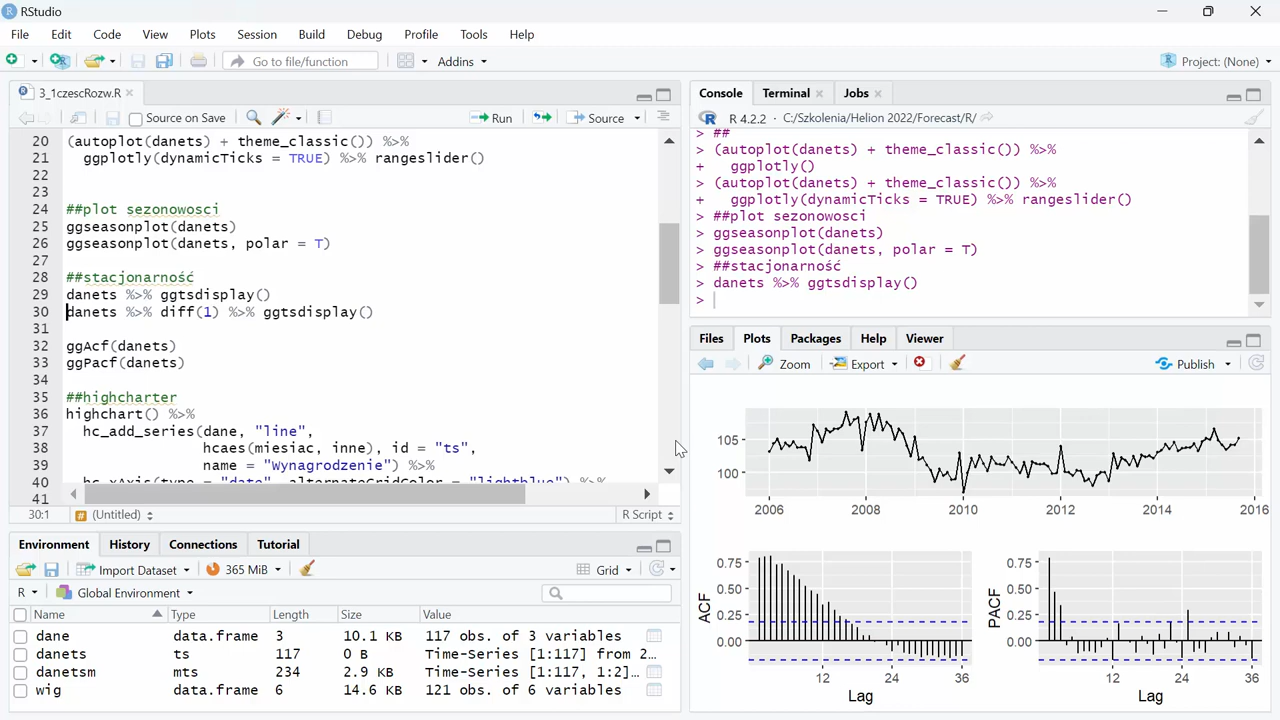 RStudio
File Edit Code View Plots Session Build Debug Profile Tools Help
Go to file/function Addins Project: (None)
3_1czescRozw.R
Source on Save Run Source
20 (autoplot(danets) + theme_classic()) %>%
21 ggplotly(dynamicTicks = TRUE) %>% rangeslider()
22
23
24 ##plot sezonowosci
25 ggseasonplot(danets)
26 ggseasonplot(danets, polar = T)
27
28 ##stacjonarność
29 danets %>% ggtsdisplay()
30 danets %>% diff(1) %>% ggtsdisplay()
31
32 ggAcf(danets)
33 ggPacf(danets)
34
35 ##highcharter
36 highchart() %>%
37 hc_add_series(dane, "line",
38 hcaes(miesiac, inne), id = "ts",
39 name = "Wynagrodzenie") %>%
40 hc_xAxis(type = "date", alternateGridColor = "lightblue") %>%
41
30:1 (Untitled) R Script
Console Terminal Jobs
R 4.2.2 · C:/Szkolenia/Helion 2022/Forecast/R/
> ##
> (autoplot(danets) + theme_classic()) %>%
+ ggplotly()
> (autoplot(danets) + theme_classic()) %>%
+ ggplotly(dynamicTicks = TRUE) %>% rangeslider()
> ##plot sezonowosci
> ggseasonplot(danets)
> ggseasonplot(danets, polar = T)
> ##stacjonarność
> danets %>% ggtsdisplay()
>
Environment History Connections Tutorial
Import Dataset 365 MiB Grid
R Global Environment
Name Type Length Size Value
dane data.frame 3 10.1 KB 117 obs. of 3 variables
danets ts 117 0 B Time-Series [1:117] from 2…
danetsm mts 234 2.9 KB Time-Series [1:117, 1:2]…
wig data.frame 6 14.6 KB 121 obs. of 6 variables
Files Plots Packages Help Viewer
Zoom Export Publish
105
100
2006 2008 2010 2012 2014 2016
ACF
0.75
0.50
0.25
0.00
12 24 36
Lag
PACF
0.75
0.50
0.25
0.00
12 24 36
Lag